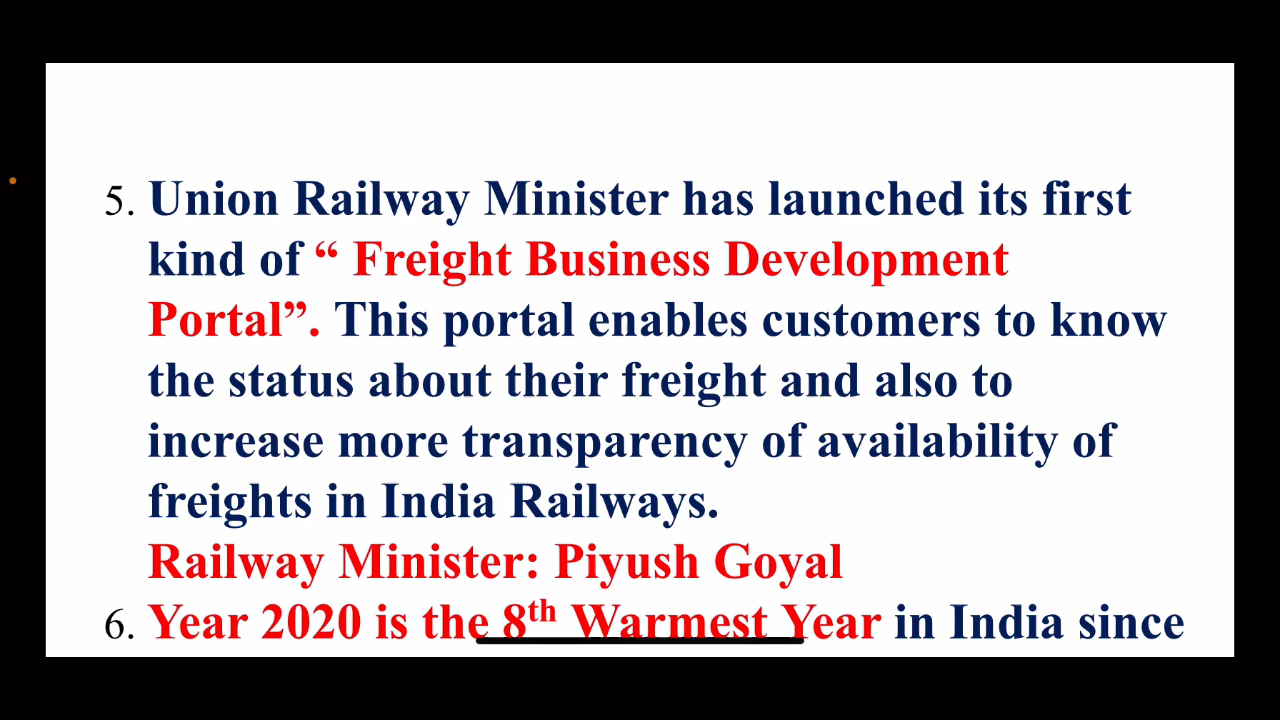 5. Union Railway Minister has launched its first
kind of “ Freight Business Development
Portal”. This portal enables customers to know
the status about their freight and also to
increase more transparency of availability of
freights in India Railways.
Railway Minister: Piyush Goyal
6. Year 2020 is the 8th Warmest Year in India since